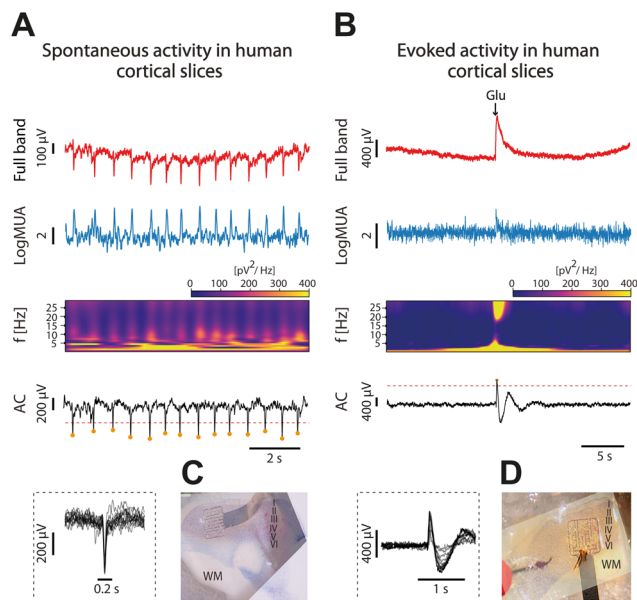 A
Spontaneous activity in human
cortical slices
Full band
100 µV
LogMUA
2
[pV²/ Hz]
0 100 200 300 400
f [Hz]
25
20
15
10
5
AC
200 µV
2 s
200 µV
0.2 s
C
I
II
III
IV
V
VI
WM
B
Evoked activity in human
cortical slices
Glu
Full band
400 µV
LogMUA
2
[pV²/ Hz]
0 100 200 300 400
f [Hz]
25
20
15
10
5
AC
400 µV
5 s
400 µV
1 s
D
I
II
III
IV
V
VI
WM